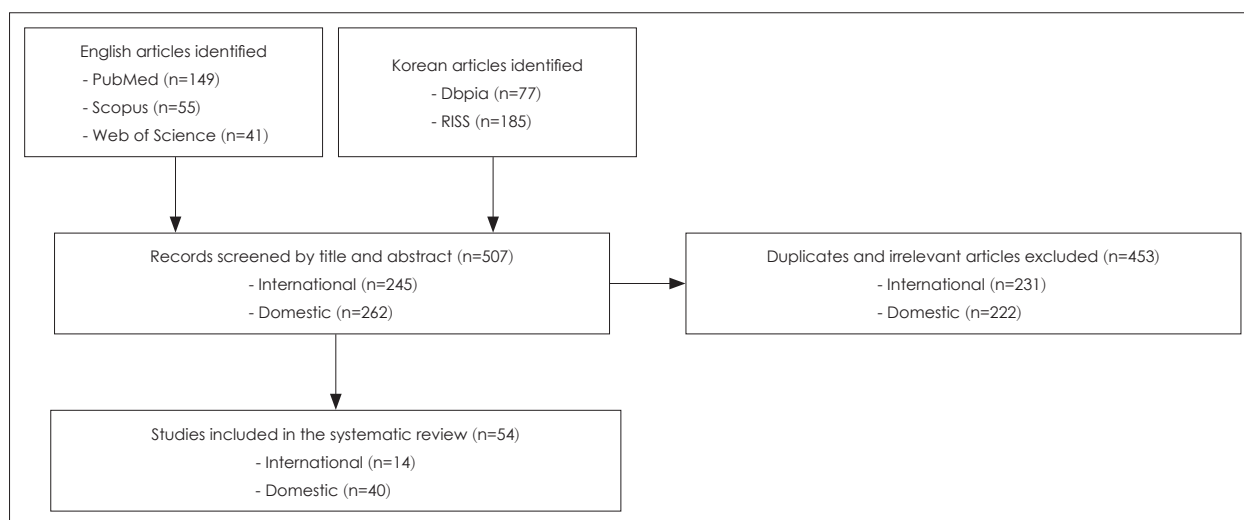 English articles identified
- PubMed (n=149)
- Scopus (n=55)
- Web of Science (n=41)
Korean articles identified
- Dbpia (n=77)
- RISS (n=185)
Records screened by title and abstract (n=507)
- International (n=245)
- Domestic (n=262)
Duplicates and irrelevant articles excluded (n=453)
- International (n=231)
- Domestic (n=222)
Studies included in the systematic review (n=54)
- International (n=14)
- Domestic (n=40)